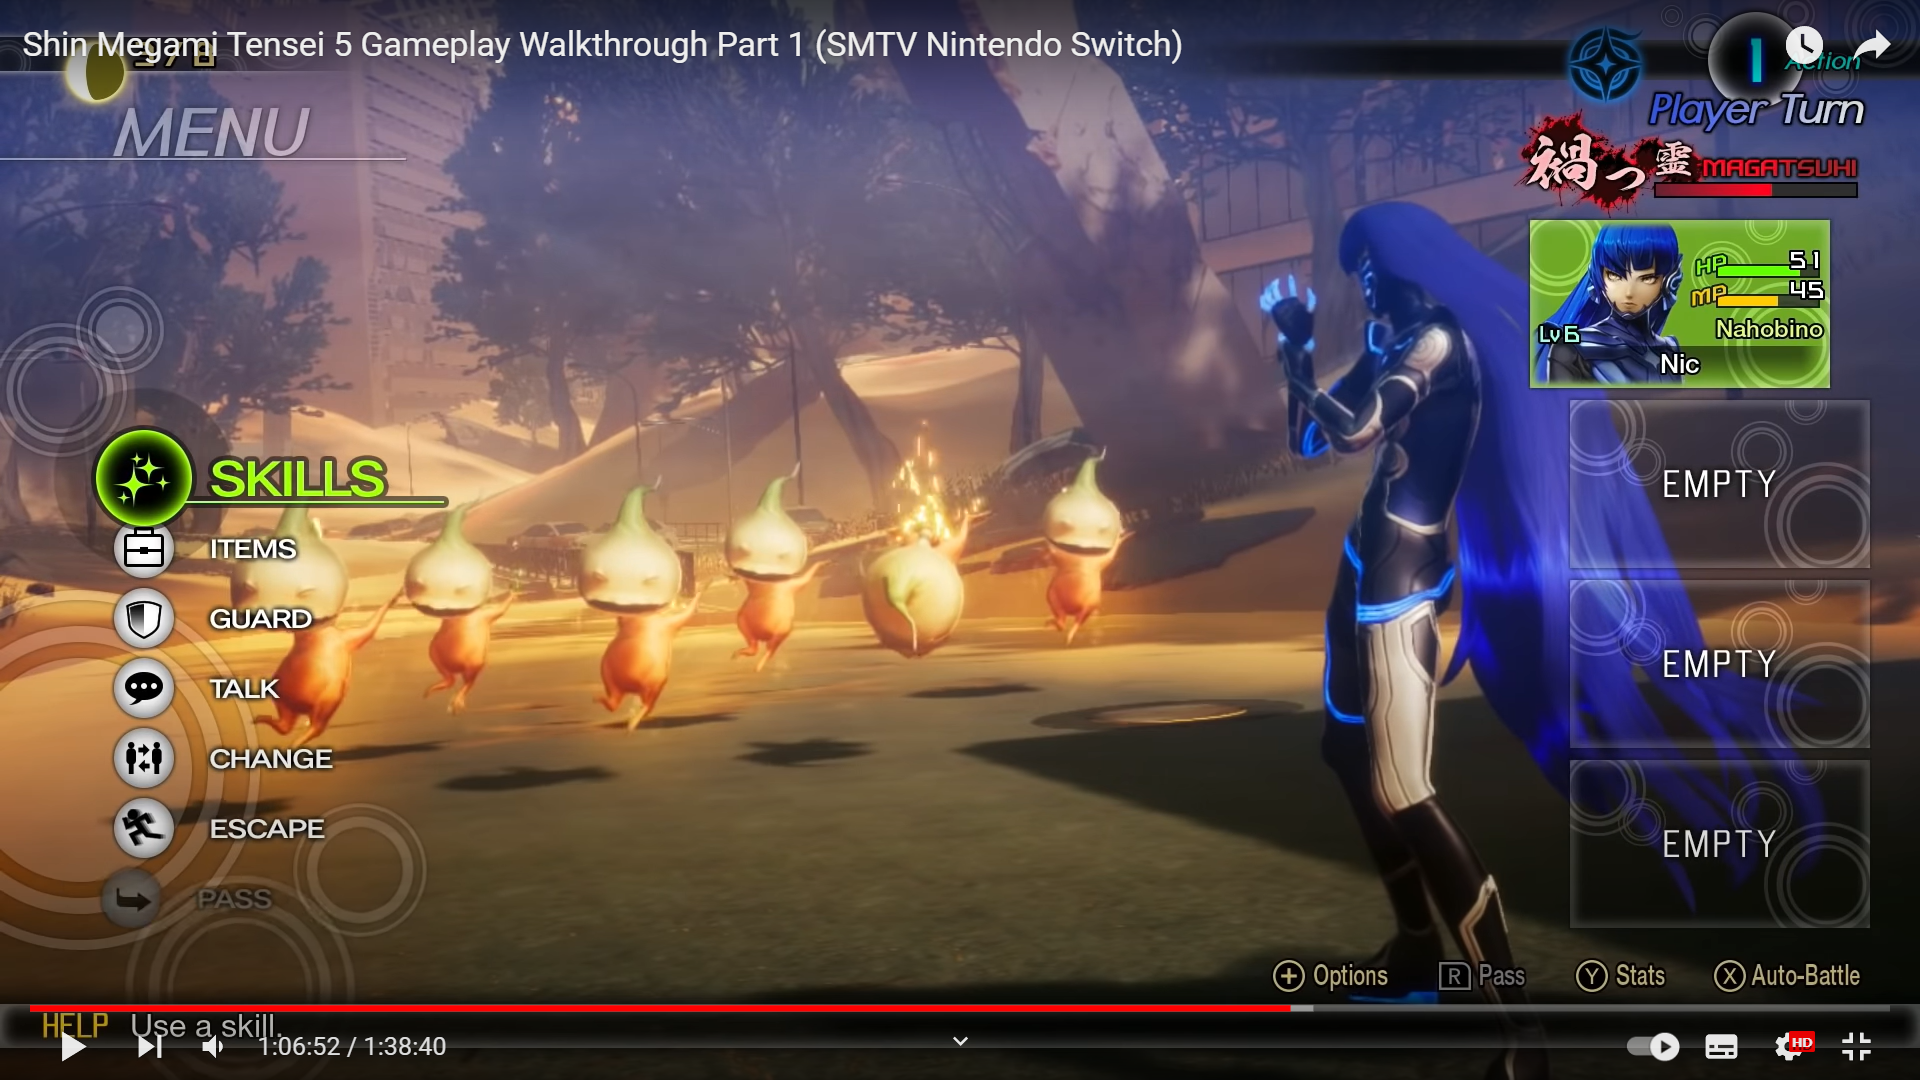 Shin Megami Tensei 5 Gameplay Walkthrough Part 1 (SMTV Nintendo Switch)
MENU
1 Action
Player Turn
禍つ霊 MAGATSUHI
HP 51
MP 45
Lv6
Nahobino
Nic
SKILLS
ITEMS
GUARD
TALK
CHANGE
ESCAPE
PASS
EMPTY
EMPTY
EMPTY
+ Options R Pass Y Stats X Auto-Battle
HELP Use a skill.
1:06:52 / 1:38:40
HD